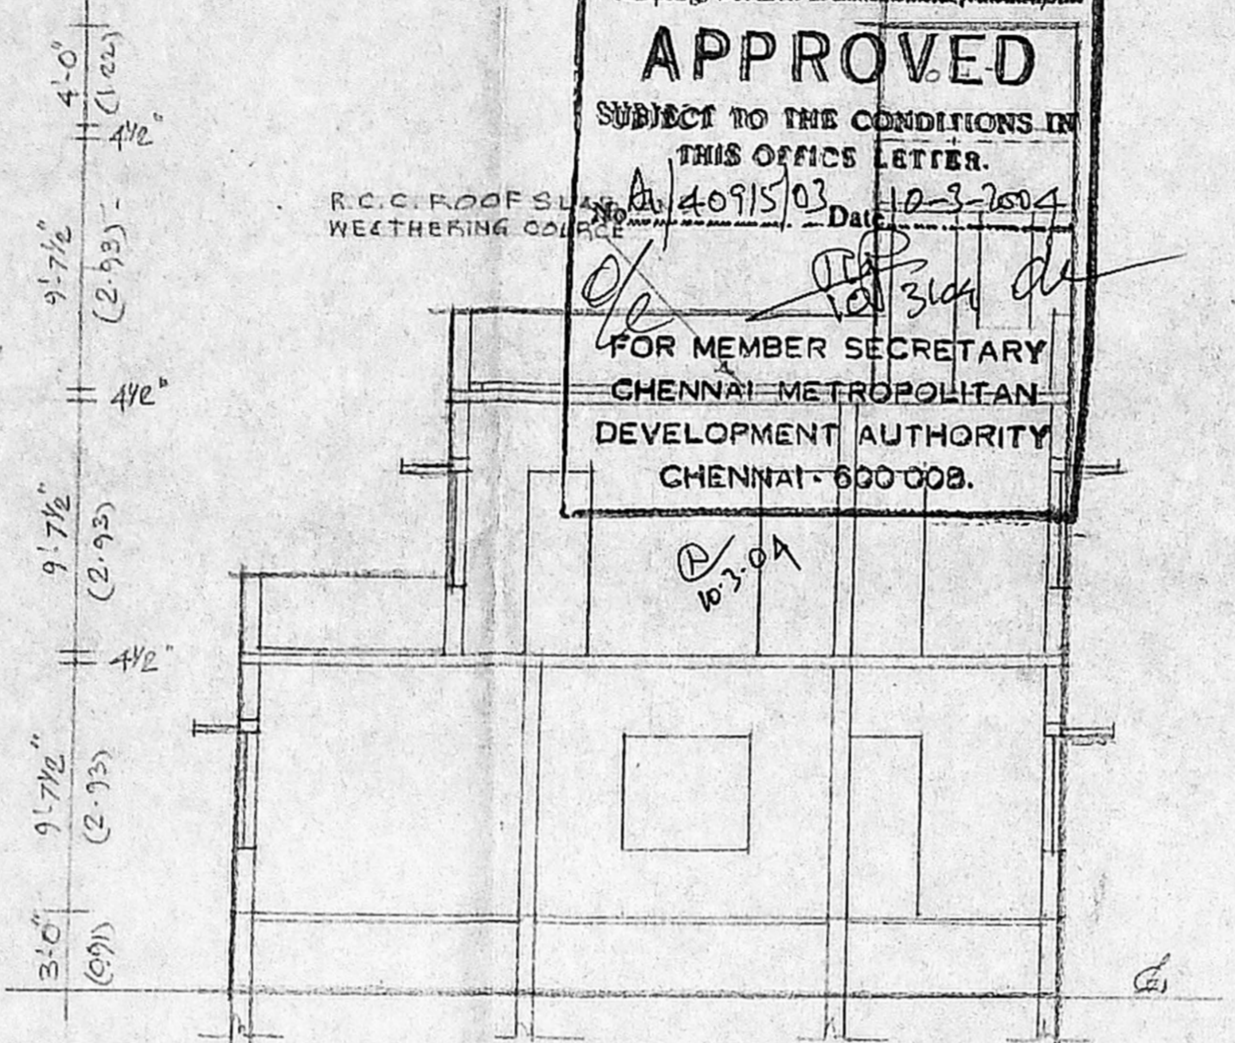 APPROVED
SUBJECT TO THE CONDITIONS IN
THIS OFFICE LETTER.
No. 40915/03 Date 10-3-2004
FOR MEMBER SECRETARY
CHENNAI METROPOLITAN
DEVELOPMENT AUTHORITY
CHENNAI - 600 008.
10.3.04
R.C.C. ROOF SLAB
WEATHERING COURCE
4'-0"
(1.22)
4½"
9'-7½"
(2.93)
4½"
9'-7½"
(2.93)
4½"
9'-7½"
(2.93)
3'-0"
(0.91)